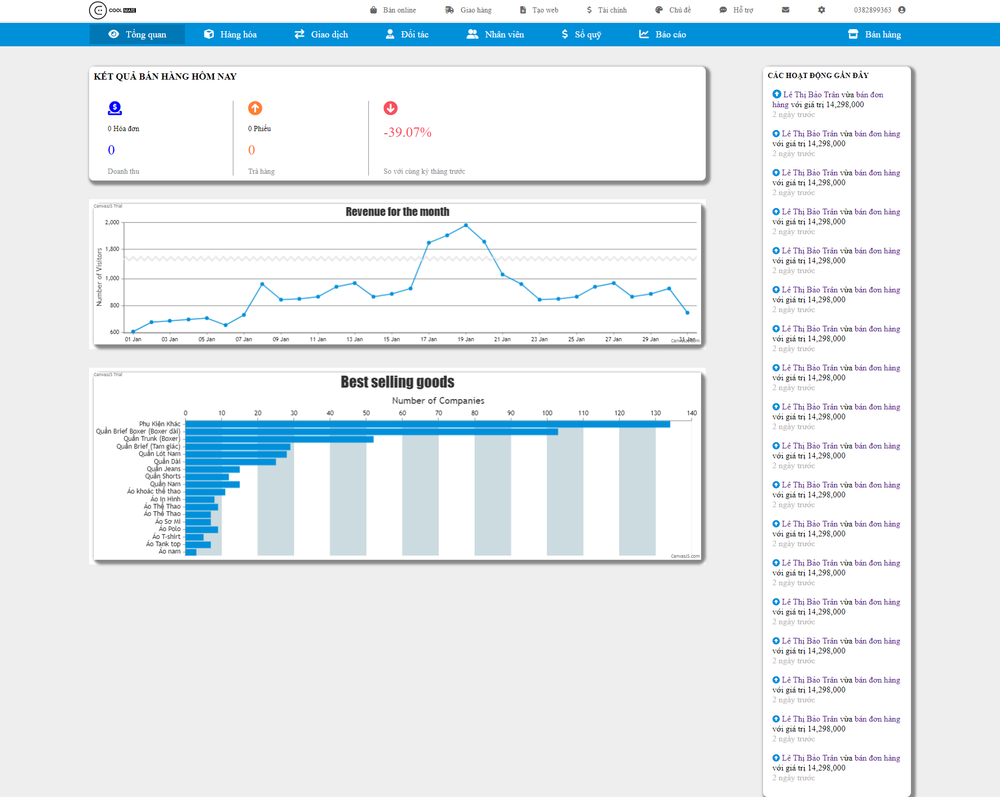 COOL MATE
Bán online
Giao hàng
Tạo web
Tài chính
Chủ đề
Hỗ trợ
0382899363
Tổng quan
Hàng hóa
Giao dịch
Đối tác
Nhân viên
Sổ quỹ
Báo cáo
Bán hàng
KẾT QUẢ BÁN HÀNG HÔM NAY
0 Hóa đơn
0
Doanh thu
0 Phiếu
0
Trả hàng
-39.07%
So với cùng kỳ tháng trước
CanvasJS Trial
Revenue for the month
Number of Visitors
2,000
1,800
1,000
800
600
01 Jan
03 Jan
05 Jan
07 Jan
09 Jan
11 Jan
13 Jan
15 Jan
17 Jan
19 Jan
21 Jan
23 Jan
25 Jan
27 Jan
29 Jan
31 Jan
CanvasJS.com
CanvasJS Trial
Best selling goods
Number of Companies
0
10
20
30
40
50
60
70
80
90
100
110
120
130
140
Phụ Kiện Khác
Quần Brief Boxer (Boxer dài)
Quần Trunk (Boxer)
Quần Brief (Tam giác)
Quần Lót Nam
Quần Dài
Quần Jeans
Quần Shorts
Quần Nam
Áo khoác thể thao
Áo In Hình
Áo Thể Thao
Áo Thể Thao
Áo Sơ Mi
Áo Polo
Áo T-shirt
Áo Tank top
Áo nam
CanvasJS.com
CÁC HOẠT ĐỘNG GẦN ĐÂY
Lê Thị Bảo Trân vừa bán đơn
hàng với giá trị 14,298,000
2 ngày trước
Lê Thị Bảo Trân vừa bán đơn hàng
với giá trị 14,298,000
2 ngày trước
Lê Thị Bảo Trân vừa bán đơn hàng
với giá trị 14,298,000
2 ngày trước
Lê Thị Bảo Trân vừa bán đơn hàng
với giá trị 14,298,000
2 ngày trước
Lê Thị Bảo Trân vừa bán đơn hàng
với giá trị 14,298,000
2 ngày trước
Lê Thị Bảo Trân vừa bán đơn hàng
với giá trị 14,298,000
2 ngày trước
Lê Thị Bảo Trân vừa bán đơn hàng
với giá trị 14,298,000
2 ngày trước
Lê Thị Bảo Trân vừa bán đơn hàng
với giá trị 14,298,000
2 ngày trước
Lê Thị Bảo Trân vừa bán đơn hàng
với giá trị 14,298,000
2 ngày trước
Lê Thị Bảo Trân vừa bán đơn hàng
với giá trị 14,298,000
2 ngày trước
Lê Thị Bảo Trân vừa bán đơn hàng
với giá trị 14,298,000
2 ngày trước
Lê Thị Bảo Trân vừa bán đơn hàng
với giá trị 14,298,000
2 ngày trước
Lê Thị Bảo Trân vừa bán đơn hàng
với giá trị 14,298,000
2 ngày trước
Lê Thị Bảo Trân vừa bán đơn hàng
với giá trị 14,298,000
2 ngày trước
Lê Thị Bảo Trân vừa bán đơn hàng
với giá trị 14,298,000
2 ngày trước
Lê Thị Bảo Trân vừa bán đơn hàng
với giá trị 14,298,000
2 ngày trước
Lê Thị Bảo Trân vừa bán đơn hàng
với giá trị 14,298,000
2 ngày trước
Lê Thị Bảo Trân vừa bán đơn hàng
với giá trị 14,298,000
2 ngày trước